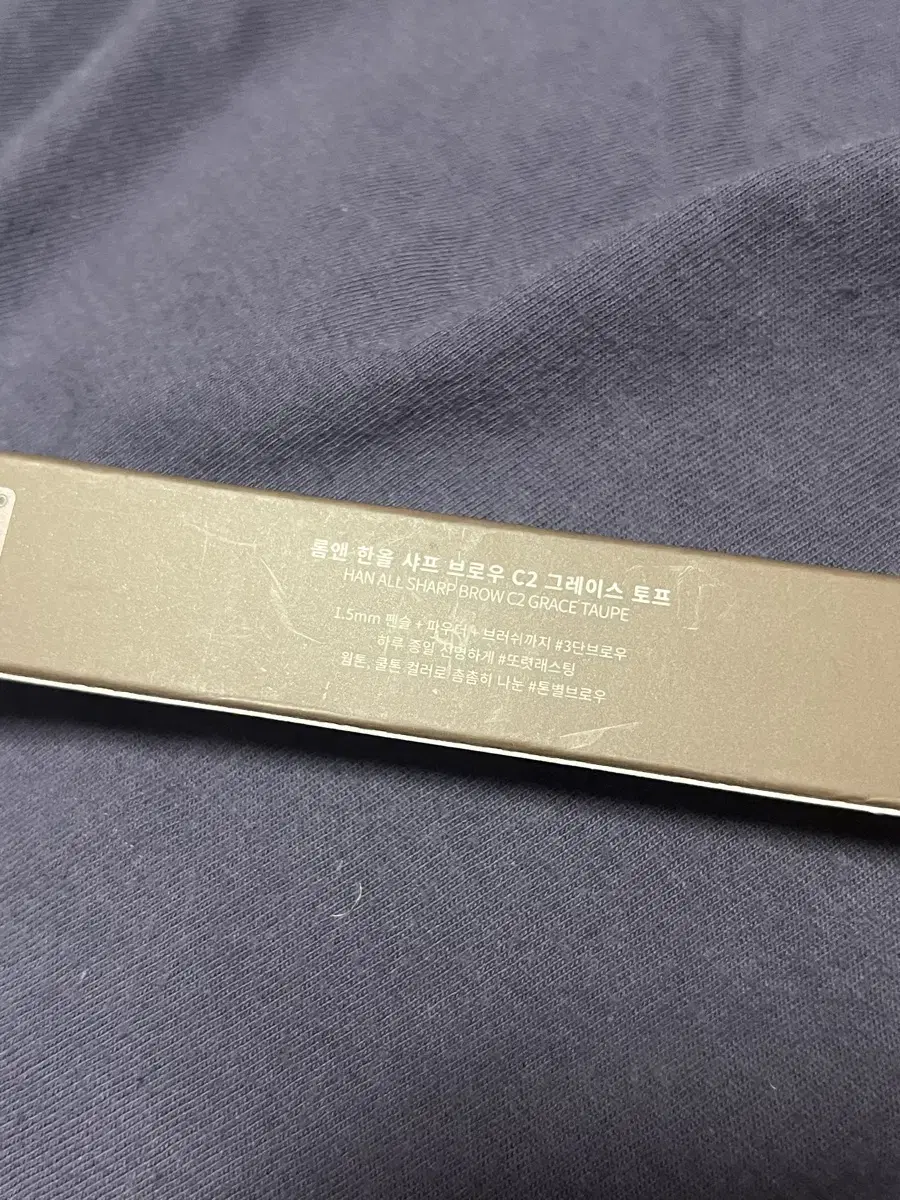 롬앤 한올 샤프 브로우 C2 그레이스 토프
HAN ALL SHARP BROW C2 GRACE TAUPE
1.5mm 펜슬 + 파우더 + 브러쉬까지 #3단브로우
하루 종일 선명하게 #또렷래스팅
웜톤, 쿨톤 컬러로 촘촘히 나눈 #톤별브로우